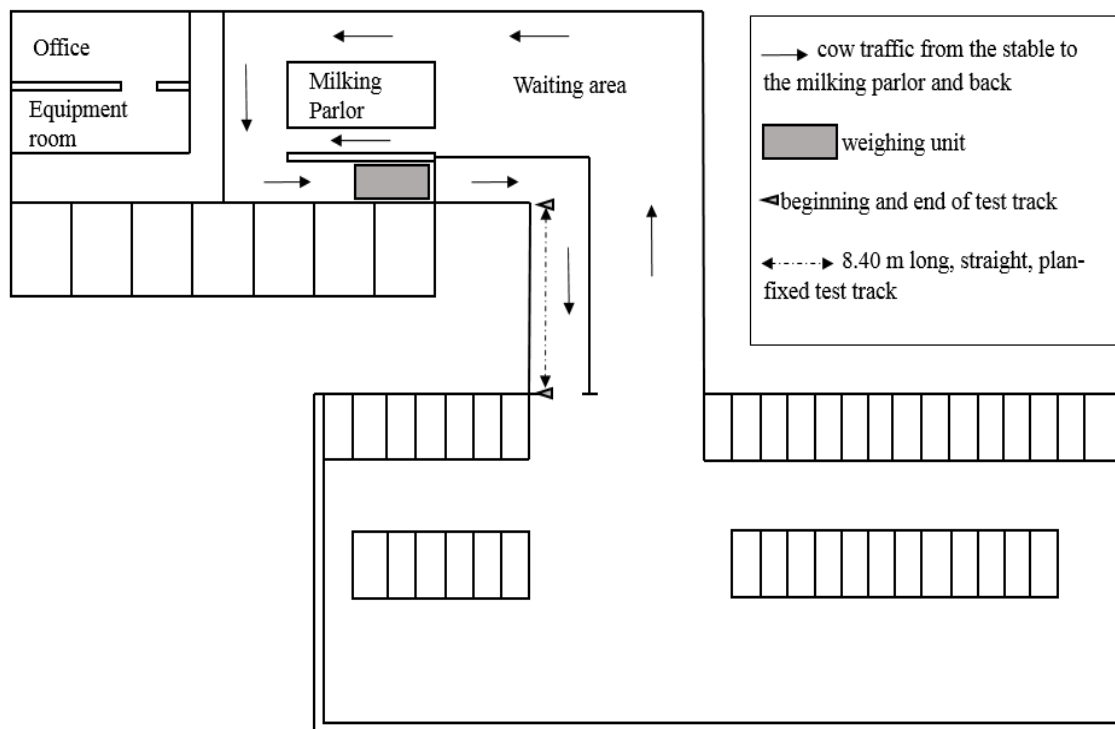 Office
Equipment
room
Milking
Parlor
Waiting area
cow traffic from the stable to
the milking parlor and back
weighing unit
beginning and end of test track
8.40 m long, straight, plan-
fixed test track